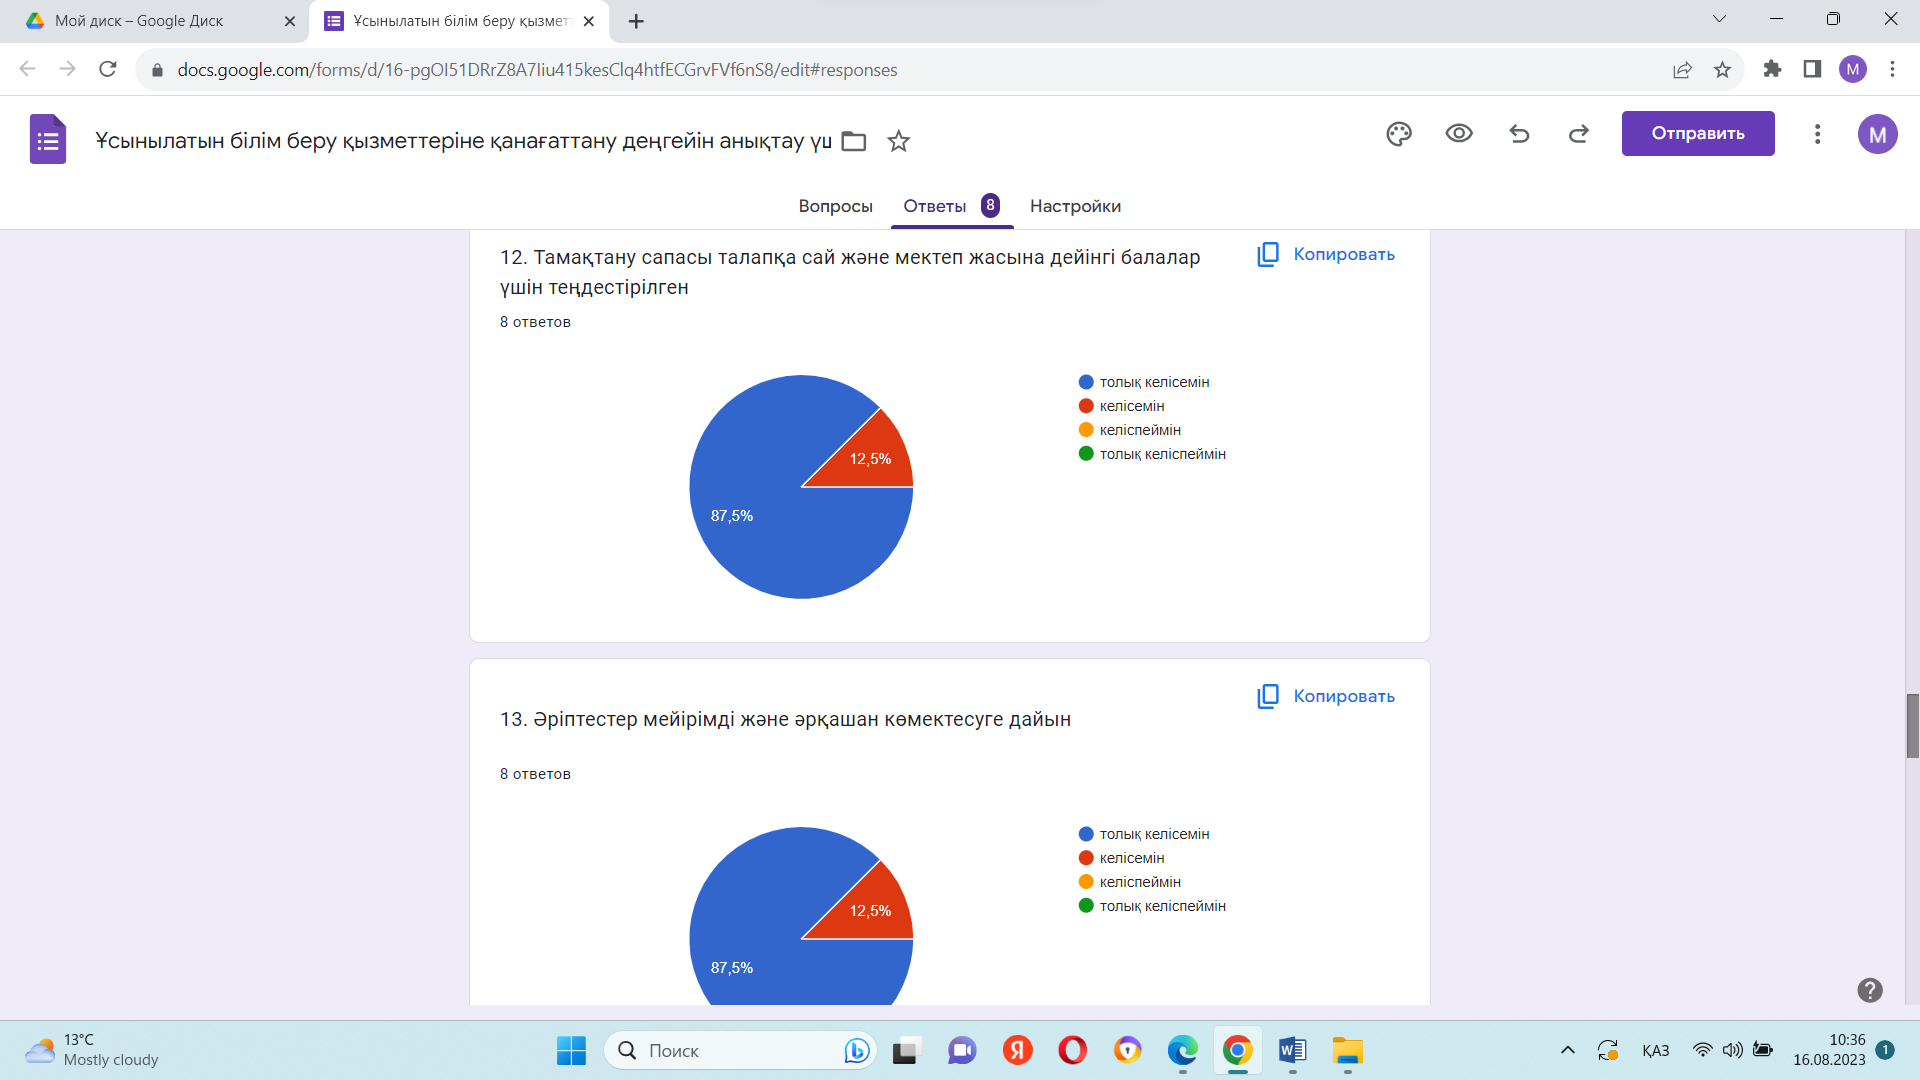 Мой диск – Google Диск
Ұсынылатын білім беру қызмет
docs.google.com/forms/d/16-pgOI51DRrZ8A7Iiu415kesClq4htfECGrvFVf6nS8/edit#responses
M
Ұсынылатын білім беру қызметтеріне қанағаттану деңгейін анықтау үш
Отправить
M
Вопросы
Ответы 8
Настройки
12. Тамақтану сапасы талапқа сай және мектеп жасына дейінгі балалар
үшін теңдестірілген
Копировать
8 ответов
толық келісемін
келісемін
келіспеймін
толық келіспеймін
12,5%
87,5%
Копировать
13. Әріптестер мейірімді және әрқашан көмектесуге дайын
8 ответов
толық келісемін
келісемін
келіспеймін
толық келіспеймін
12,5%
87,5%
13°C
Mostly cloudy
Поиск
ҚАЗ
10:36
16.08.2023
1